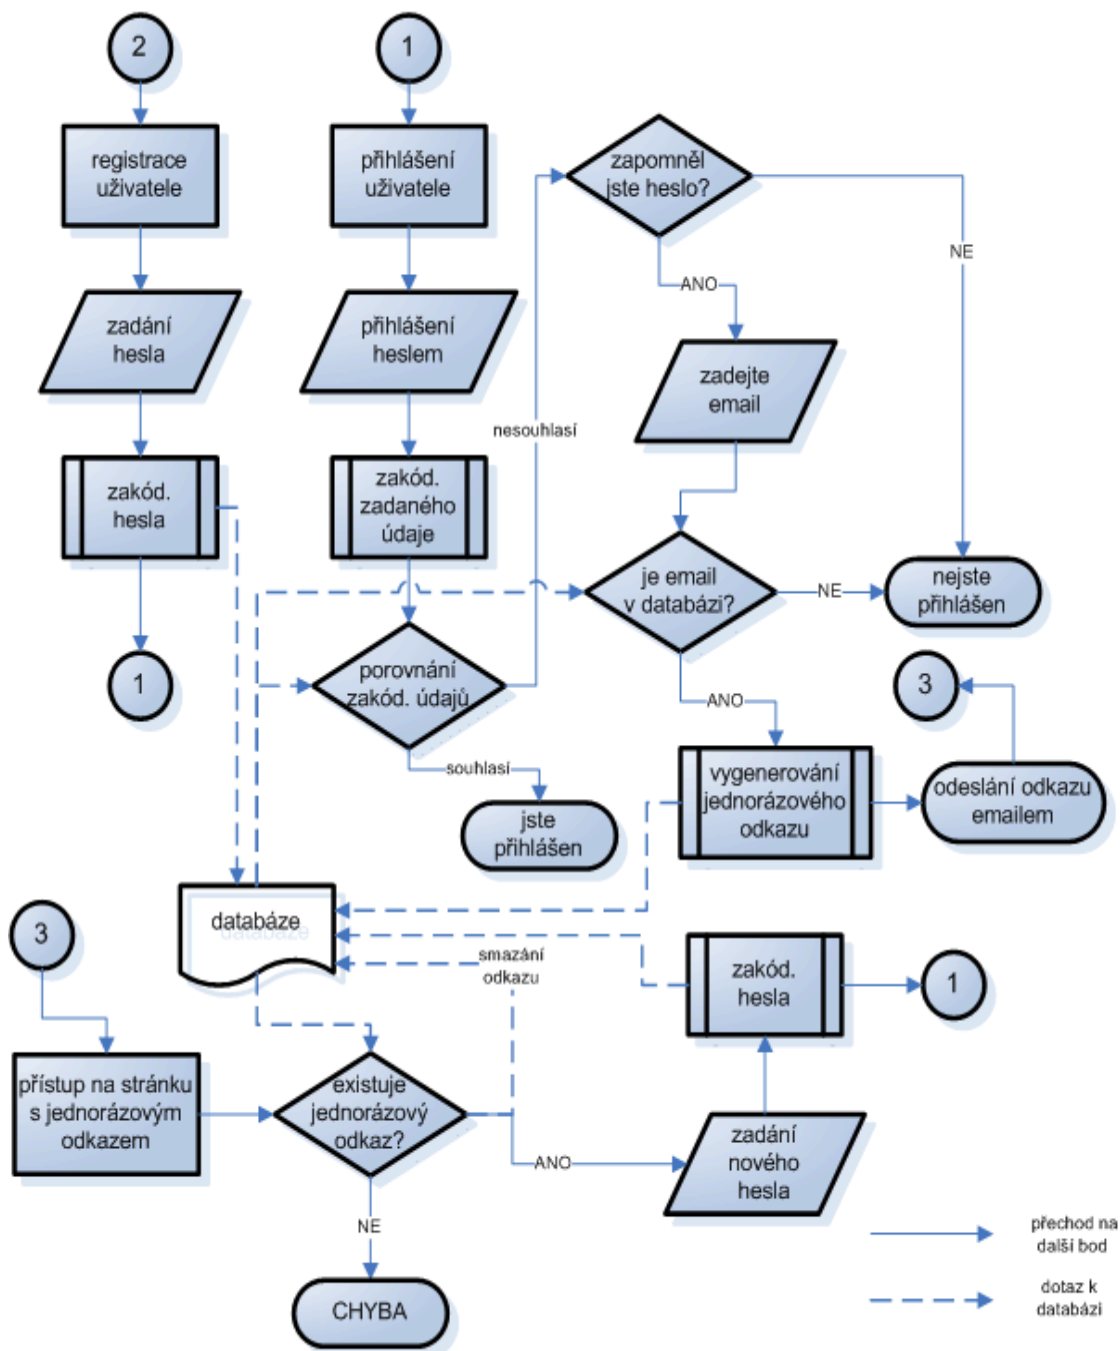 2
1
registrace
uživatele
přihlášení
uživatele
zapomněl
jste heslo?
NE
ANO
zadání
hesla
přihlášení
heslem
zadejte
email
nesouhlasí
zakód.
hesla
zakód.
zadaného
údaje
je email
v databázi?
NE
nejste
přihlášen
1
porovnání
zakód. údajů
3
ANO
souhlasí
vygenerování
jednorázového
odkazu
odeslání odkazu
emailem
jste
přihlášen
databáze
databáze
3
smazání
odkazu
zakód.
hesla
1
přístup na stránku
s jednorázovým
odkazem
existuje
jednorázový
odkaz?
ANO
zadání
nového
hesla
NE
přechod na
další bod
dotaz k
databázi
CHYBA